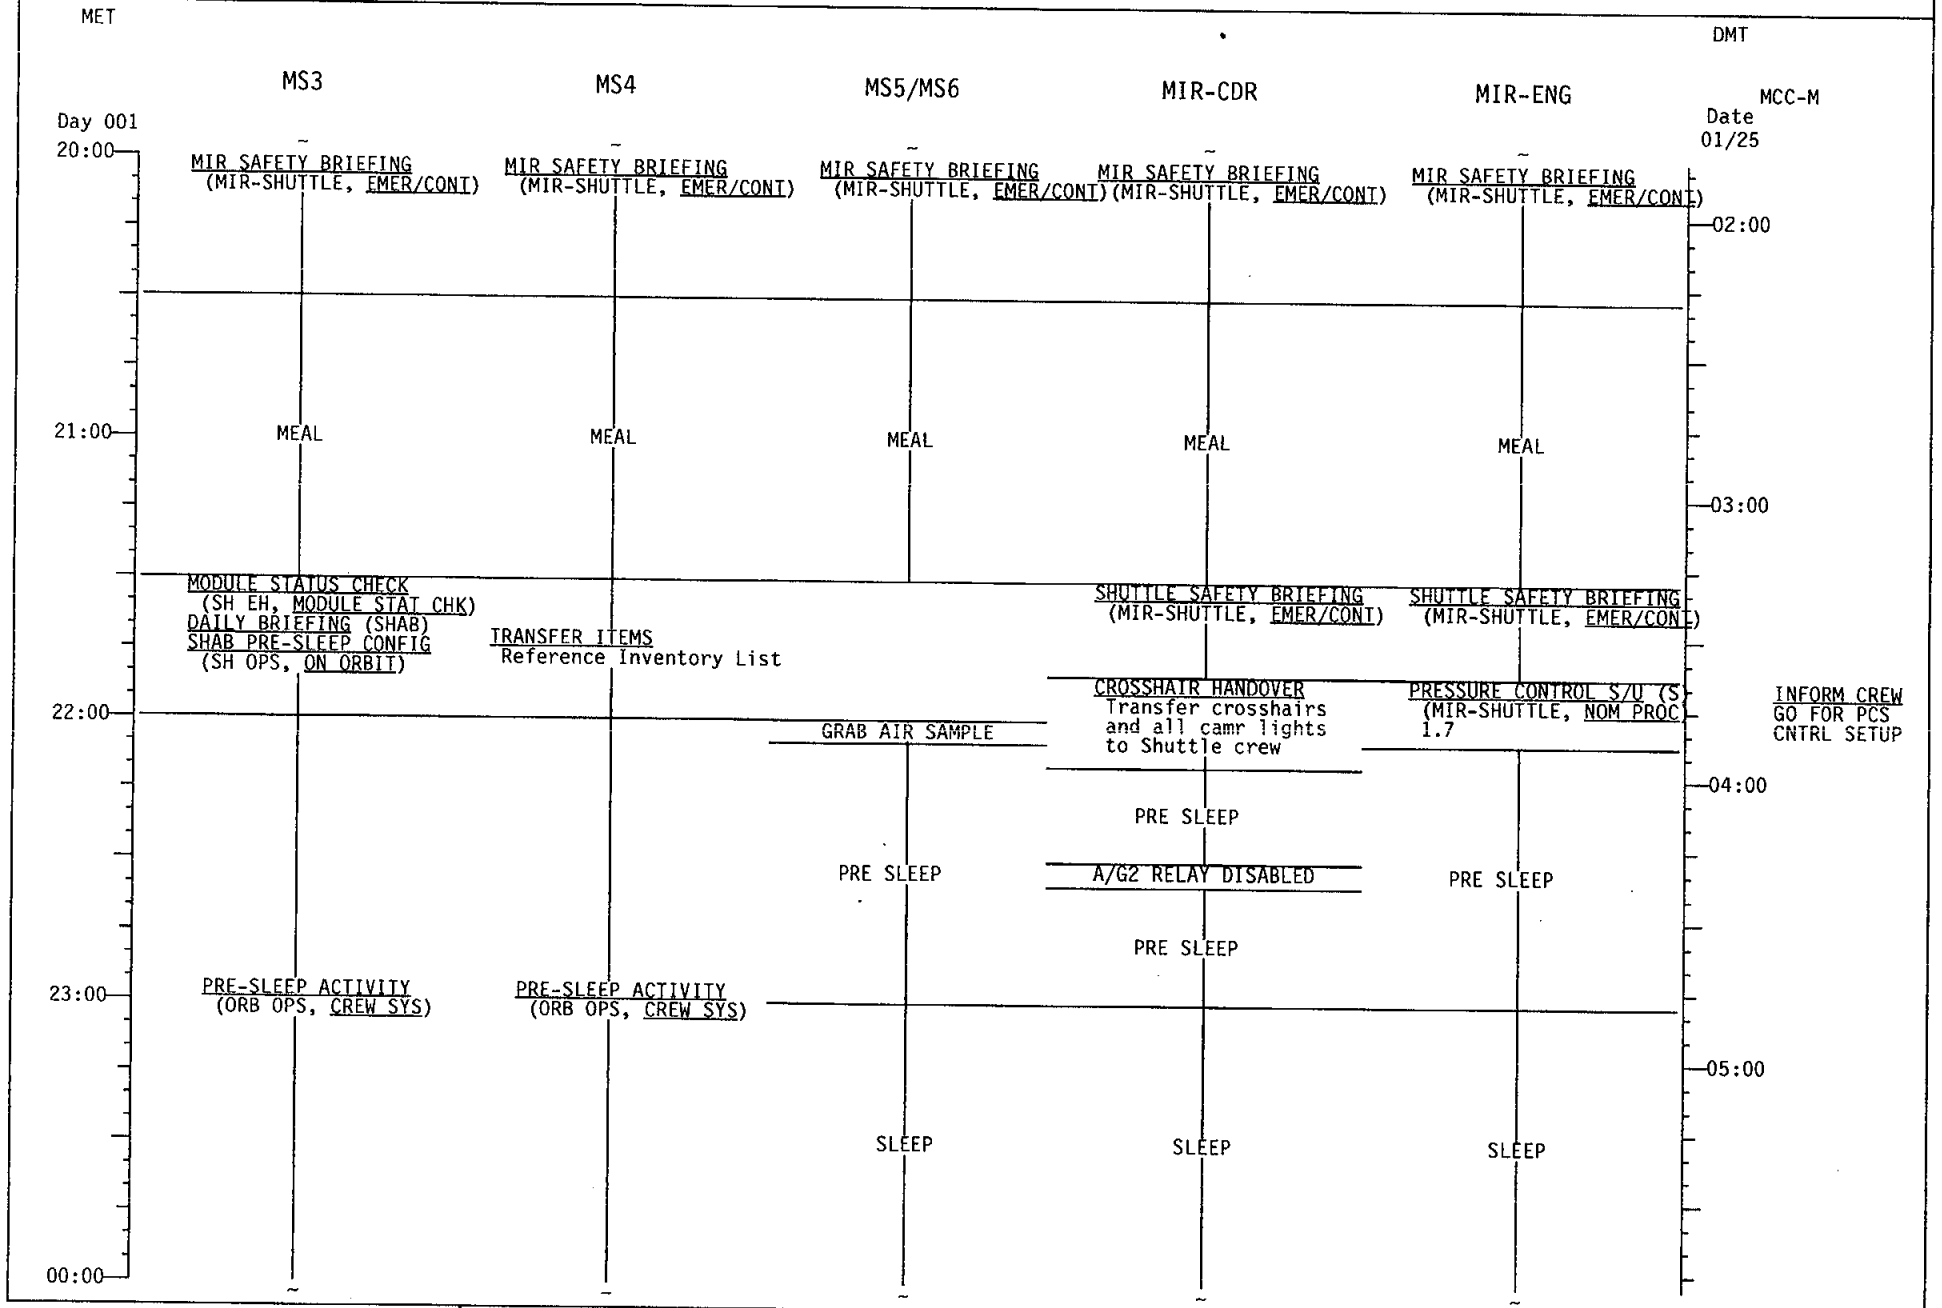 MET
DMT
MS3
MS4
MS5/MS6
MIR-CDR
MIR-ENG
MCC-M
Day 001
Date
01/25
20:00
MIR SAFETY BRIEFING
(MIR-SHUTTLE, EMER/CONT)
MIR SAFETY BRIEFING
(MIR-SHUTTLE, EMER/CONT)
MIR SAFETY BRIEFING
(MIR-SHUTTLE, EMER/CONT)
MIR SAFETY BRIEFING
(MIR-SHUTTLE, EMER/CONT)
MIR SAFETY BRIEFING
(MIR-SHUTTLE, EMER/CONT)
02:00
21:00
MEAL
MEAL
MEAL
MEAL
MEAL
03:00
MODULE STATUS CHECK
(SH EH, MODULE STAT CHK)
DAILY BRIEFING (SHAB)
SHAB PRE-SLEEP CONFIG
(SH OPS, ON ORBIT)
TRANSFER ITEMS
Reference Inventory List
SHUTTLE SAFETY BRIEFING
(MIR-SHUTTLE, EMER/CONT)
SHUTTLE SAFETY BRIEFING
(MIR-SHUTTLE, EMER/CONT)
22:00
GRAB AIR SAMPLE
CROSSHAIR HANDOVER
Transfer crosshairs
and all camr lights
to Shuttle crew
PRESSURE CONTROL S/U (S)
(MIR-SHUTTLE, NOM PROC)
1.7
INFORM CREW
GO FOR PCS
CNTRL SETUP
04:00
PRE SLEEP
PRE SLEEP
A/G2 RELAY DISABLED
PRE SLEEP
PRE SLEEP
23:00
PRE-SLEEP ACTIVITY
(ORB OPS, CREW SYS)
PRE-SLEEP ACTIVITY
(ORB OPS, CREW SYS)
05:00
SLEEP
SLEEP
SLEEP
00:00